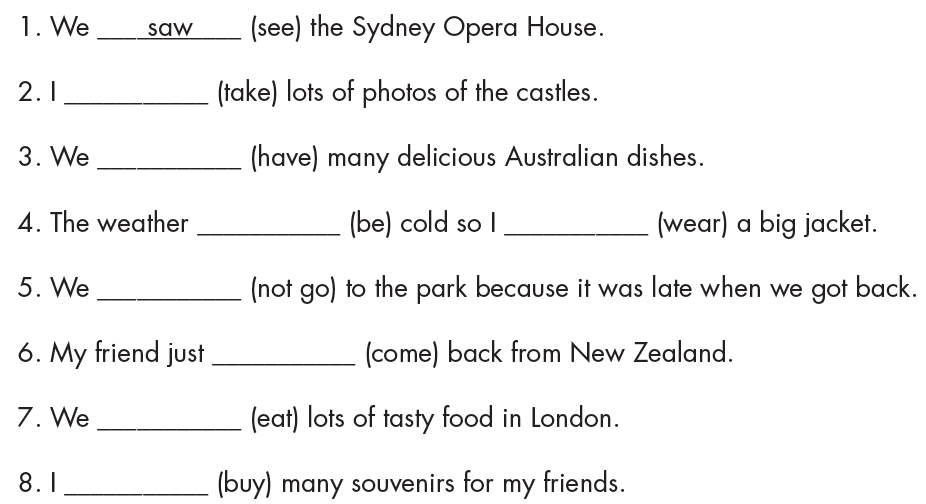 1. We ___saw___ (see) the Sydney Opera House.
2. I __________ (take) lots of photos of the castles.
3. We __________ (have) many delicious Australian dishes.
4. The weather __________ (be) cold so I __________ (wear) a big jacket.
5. We __________ (not go) to the park because it was late when we got back.
6. My friend just __________ (come) back from New Zealand.
7. We __________ (eat) lots of tasty food in London.
8. I __________ (buy) many souvenirs for my friends.